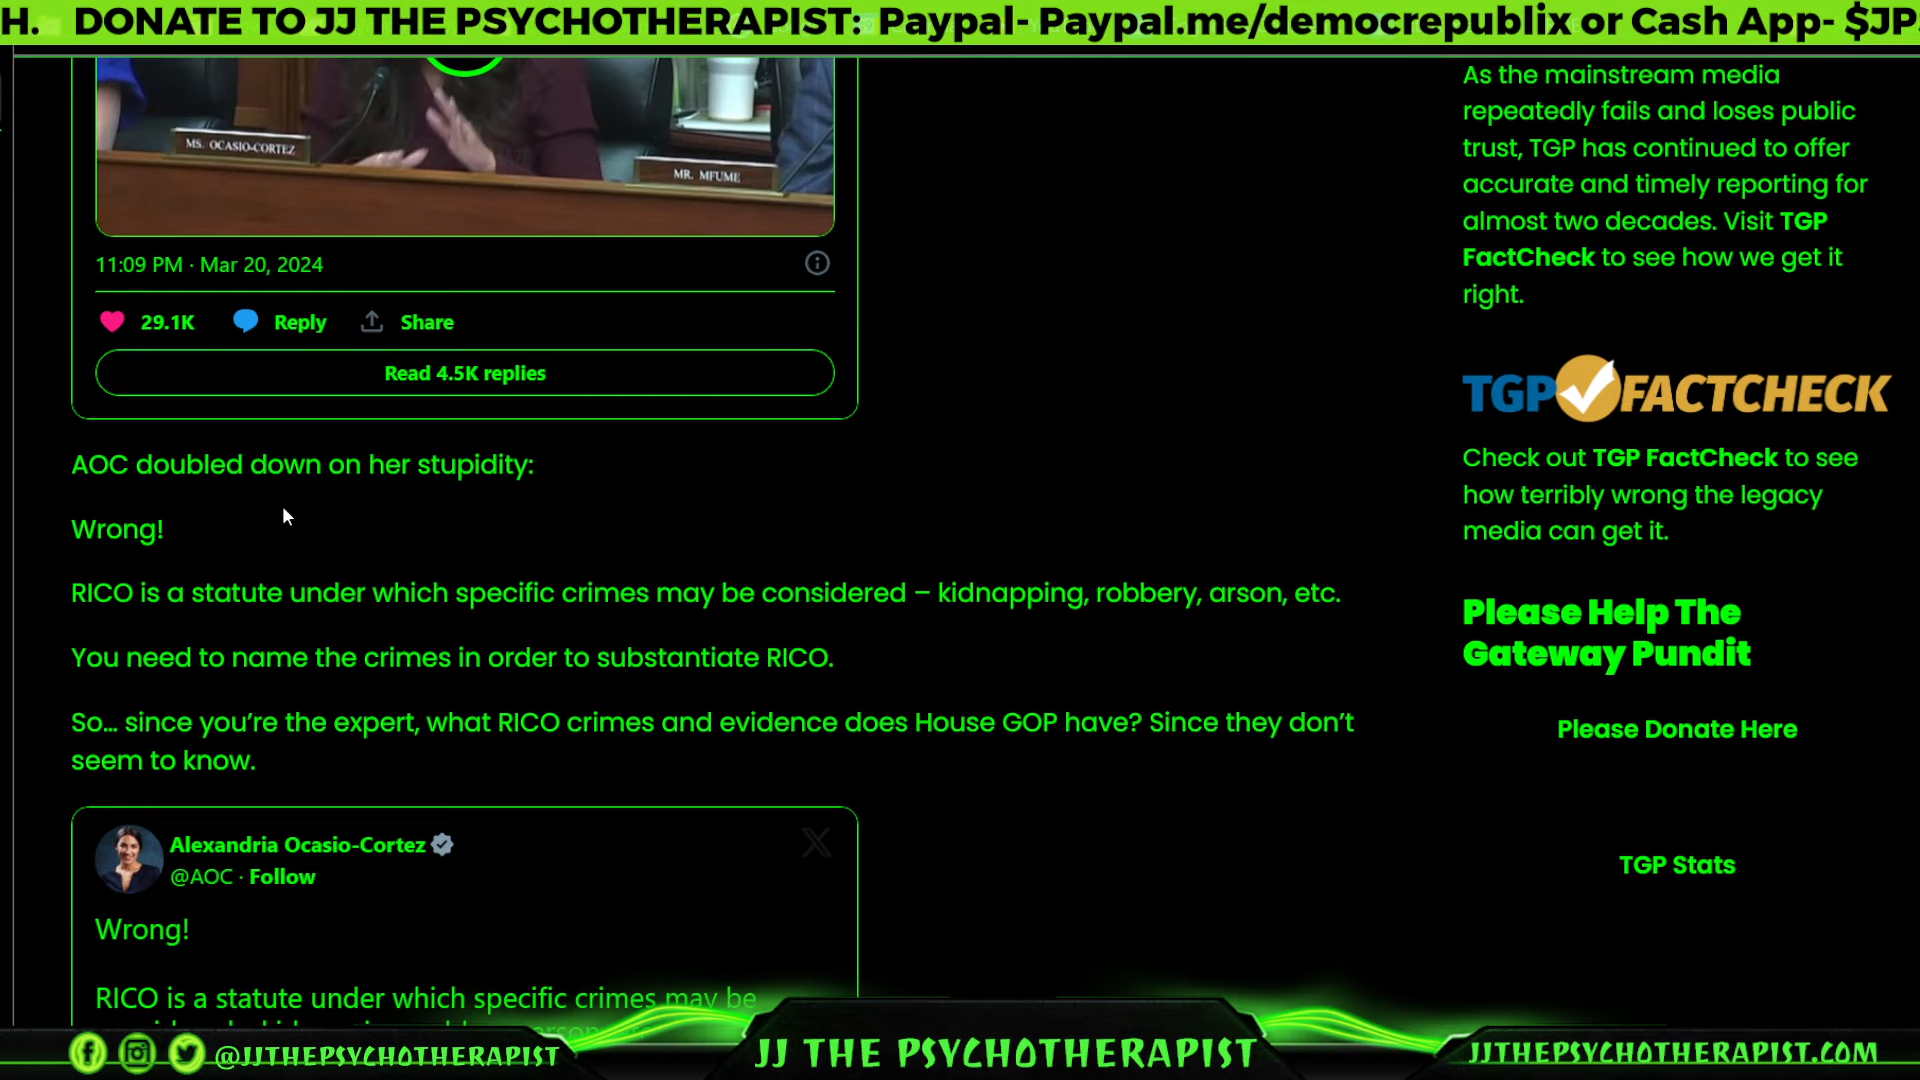 H. DONATE TO JJ THE PSYCHOTHERAPIST: Paypal- Paypal.me/democrepublix or Cash App- $JP
MS. OCASIO-CORTEZ
MR. MFUME
11:09 PM · Mar 20, 2024
29.1K Reply Share
Read 4.5K replies
AOC doubled down on her stupidity:
Wrong!
RICO is a statute under which specific crimes may be considered – kidnapping, robbery, arson, etc.
You need to name the crimes in order to substantiate RICO.
So… since you’re the expert, what RICO crimes and evidence does House GOP have? Since they don’t
seem to know.
Alexandria Ocasio-Cortez
@AOC · Follow
Wrong!
RICO is a statute under which specific crimes may be
As the mainstream media
repeatedly fails and loses public
trust, TGP has continued to offer
accurate and timely reporting for
almost two decades. Visit TGP
FactCheck to see how we get it
right.
TGP FACTCHECK
Check out TGP FactCheck to see
how terribly wrong the legacy
media can get it.
Please Help The
Gateway Pundit
Please Donate Here
TGP Stats
@JJTHEPSYCHOTHERAPIST
JJ THE PSYCHOTHERAPIST
JJTHEPSYCHOTHERAPIST.COM